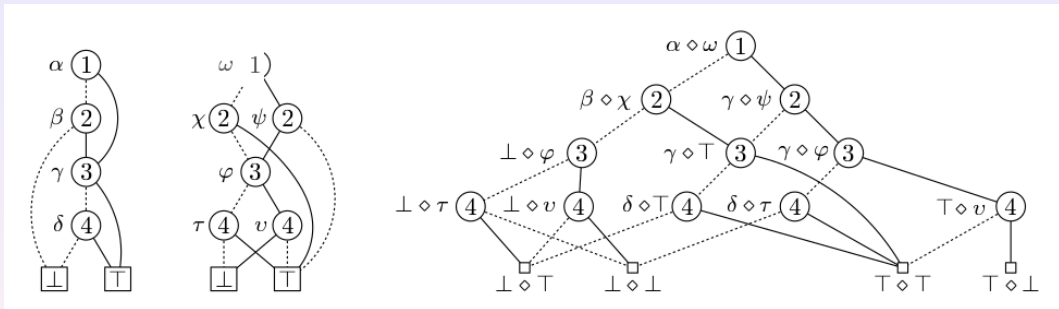 α 1
β 2
γ 3
δ 4
⊥ ⊤
ω 1)
χ 2 ψ 2
φ 3
τ 4 υ 4
⊥ ⊤
α ⋄ ω 1
β ⋄ χ 2 γ ⋄ ψ 2
⊥ ⋄ φ 3 γ ⋄ ⊤ 3 γ ⋄ φ 3
⊥ ⋄ τ 4 ⊥ ⋄ υ 4 δ ⋄ ⊤ 4 δ ⋄ τ 4 ⊤ ⋄ υ 4
⊥ ⋄ ⊤ ⊥ ⋄ ⊥ ⊤ ⋄ ⊤ ⊤ ⋄ ⊥